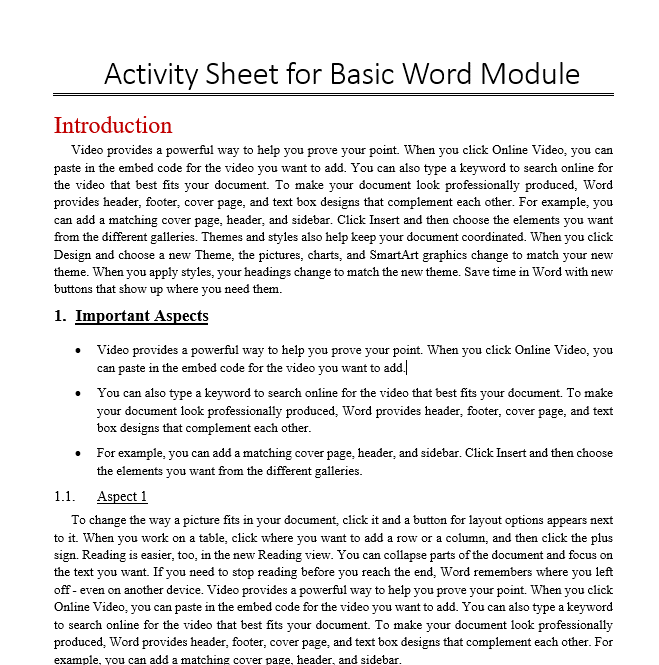 Activity Sheet for Basic Word Module
Introduction
Video provides a powerful way to help you prove your point. When you click Online Video, you can
paste in the embed code for the video you want to add. You can also type a keyword to search online for
the video that best fits your document. To make your document look professionally produced, Word
provides header, footer, cover page, and text box designs that complement each other. For example, you
can add a matching cover page, header, and sidebar. Click Insert and then choose the elements you want
from the different galleries. Themes and styles also help keep your document coordinated. When you click
Design and choose a new Theme, the pictures, charts, and SmartArt graphics change to match your new
theme. When you apply styles, your headings change to match the new theme. Save time in Word with new
buttons that show up where you need them.
1. Important Aspects
• Video provides a powerful way to help you prove your point. When you click Online Video, you
can paste in the embed code for the video you want to add.
• You can also type a keyword to search online for the video that best fits your document. To make
your document look professionally produced, Word provides header, footer, cover page, and text
box designs that complement each other.
• For example, you can add a matching cover page, header, and sidebar. Click Insert and then choose
the elements you want from the different galleries.
1.1. Aspect 1
To change the way a picture fits in your document, click it and a button for layout options appears next
to it. When you work on a table, click where you want to add a row or a column, and then click the plus
sign. Reading is easier, too, in the new Reading view. You can collapse parts of the document and focus on
the text you want. If you need to stop reading before you reach the end, Word remembers where you left
off - even on another device. Video provides a powerful way to help you prove your point. When you click
Online Video, you can paste in the embed code for the video you want to add. You can also type a keyword
to search online for the video that best fits your document. To make your document look professionally
produced, Word provides header, footer, cover page, and text box designs that complement each other. For
example, you can add a matching cover page, header, and sidebar.